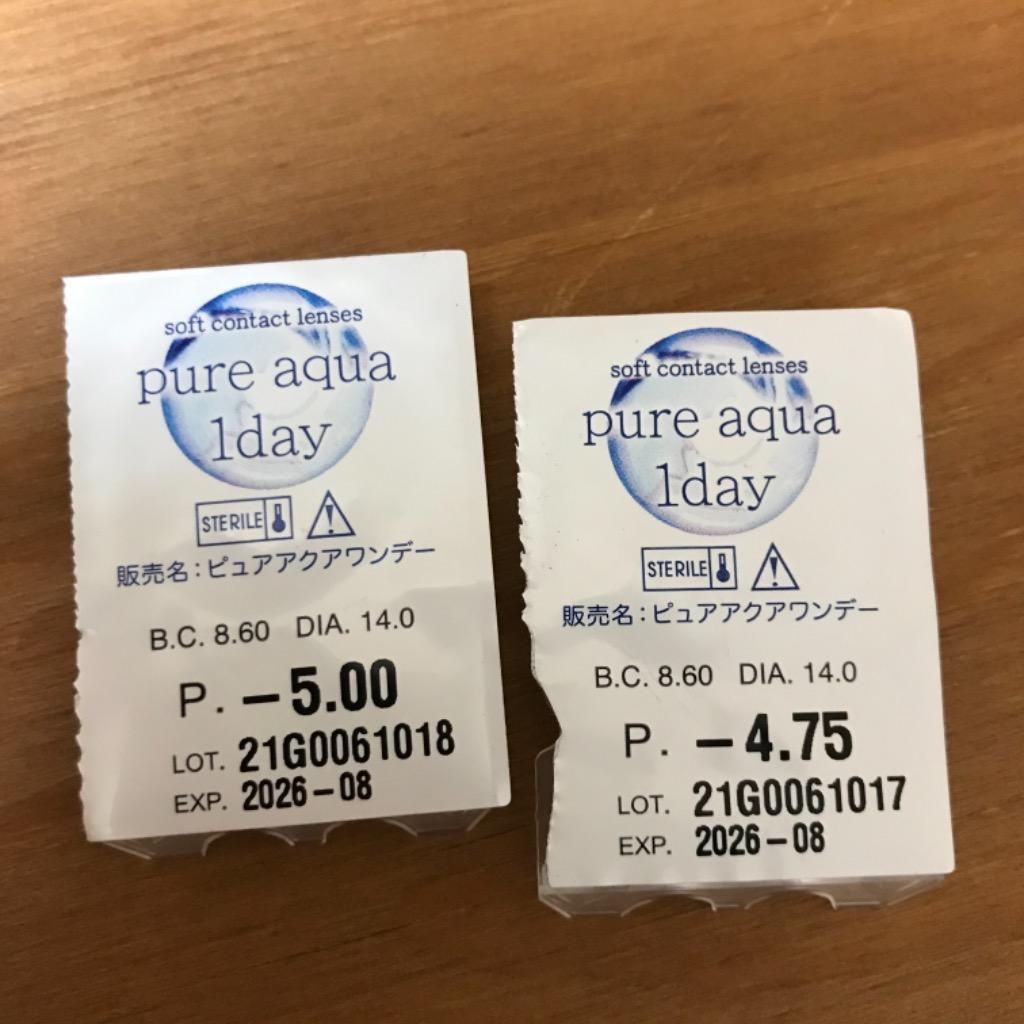 soft contact lenses
pure aqua
1day
STERILE
販売名：ピュアアクアワンデー
B.C. 8.60 DIA. 14.0
P. −5.00
LOT. 21G0061018
EXP. 2026−08
soft contact lenses
pure aqua
1day
STERILE
販売名：ピュアアクアワンデー
B.C. 8.60 DIA. 14.0
P. −4.75
LOT. 21G0061017
EXP. 2026−08